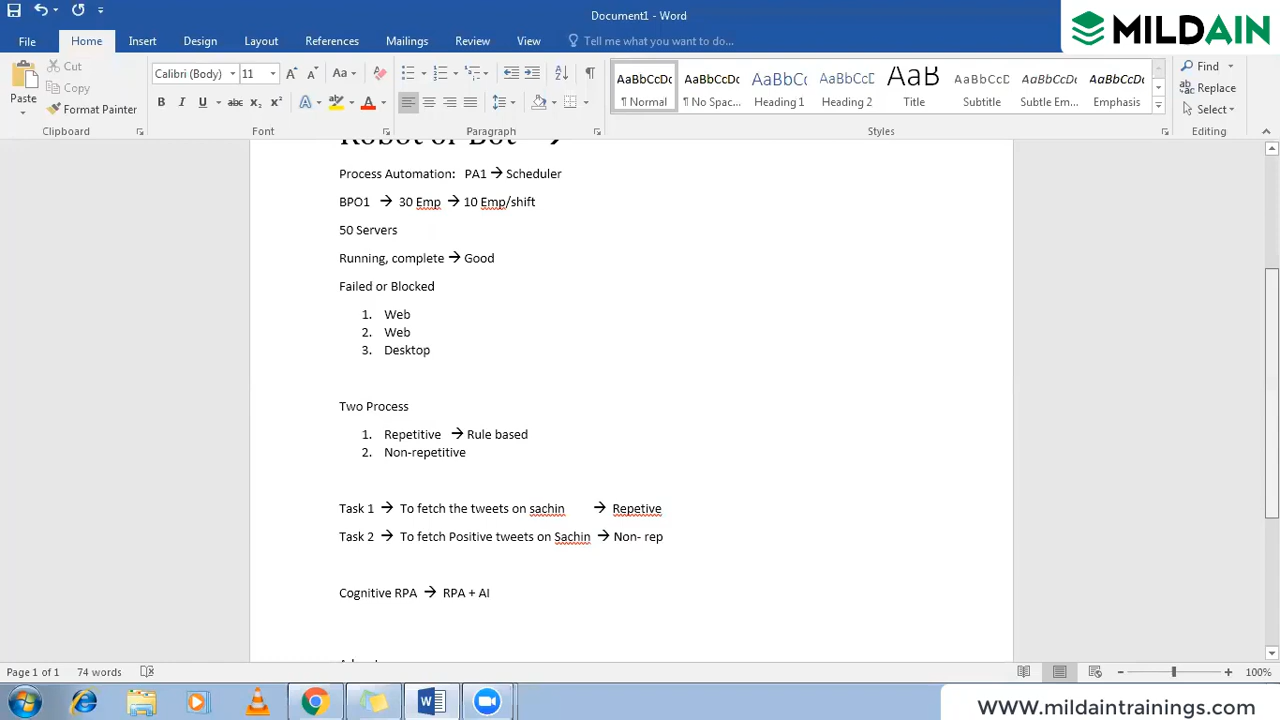 Document1 - Word
MILDAIN
File Home Insert Design Layout References Mailings Review View Tell me what you want to do...
Paste
Cut
Copy
Format Painter
Clipboard
Calibri (Body) 11
Font
Paragraph
AaBbCcDc AaBbCcDc AaBbCc AaBbCcC AaB AaBbCcD AaBbCcDc AaBbCcDc
¶ Normal ¶ No Spac... Heading 1 Heading 2 Title Subtitle Subtle Em... Emphasis
Styles
Find
Replace
Select
Editing
Robot or Bot →
Process Automation: PA1 → Scheduler
BPO1 → 30 Emp → 10 Emp/shift
50 Servers
Running, complete → Good
Failed or Blocked
1. Web
2. Web
3. Desktop
Two Process
1. Repetitive → Rule based
2. Non-repetitive
Task 1 → To fetch the tweets on sachin → Repetive
Task 2 → To fetch Positive tweets on Sachin → Non- rep
Cognitive RPA → RPA + AI
Page 1 of 1 74 words
100%
www.mildaintrainings.com